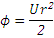 ϕ = Ur²/2